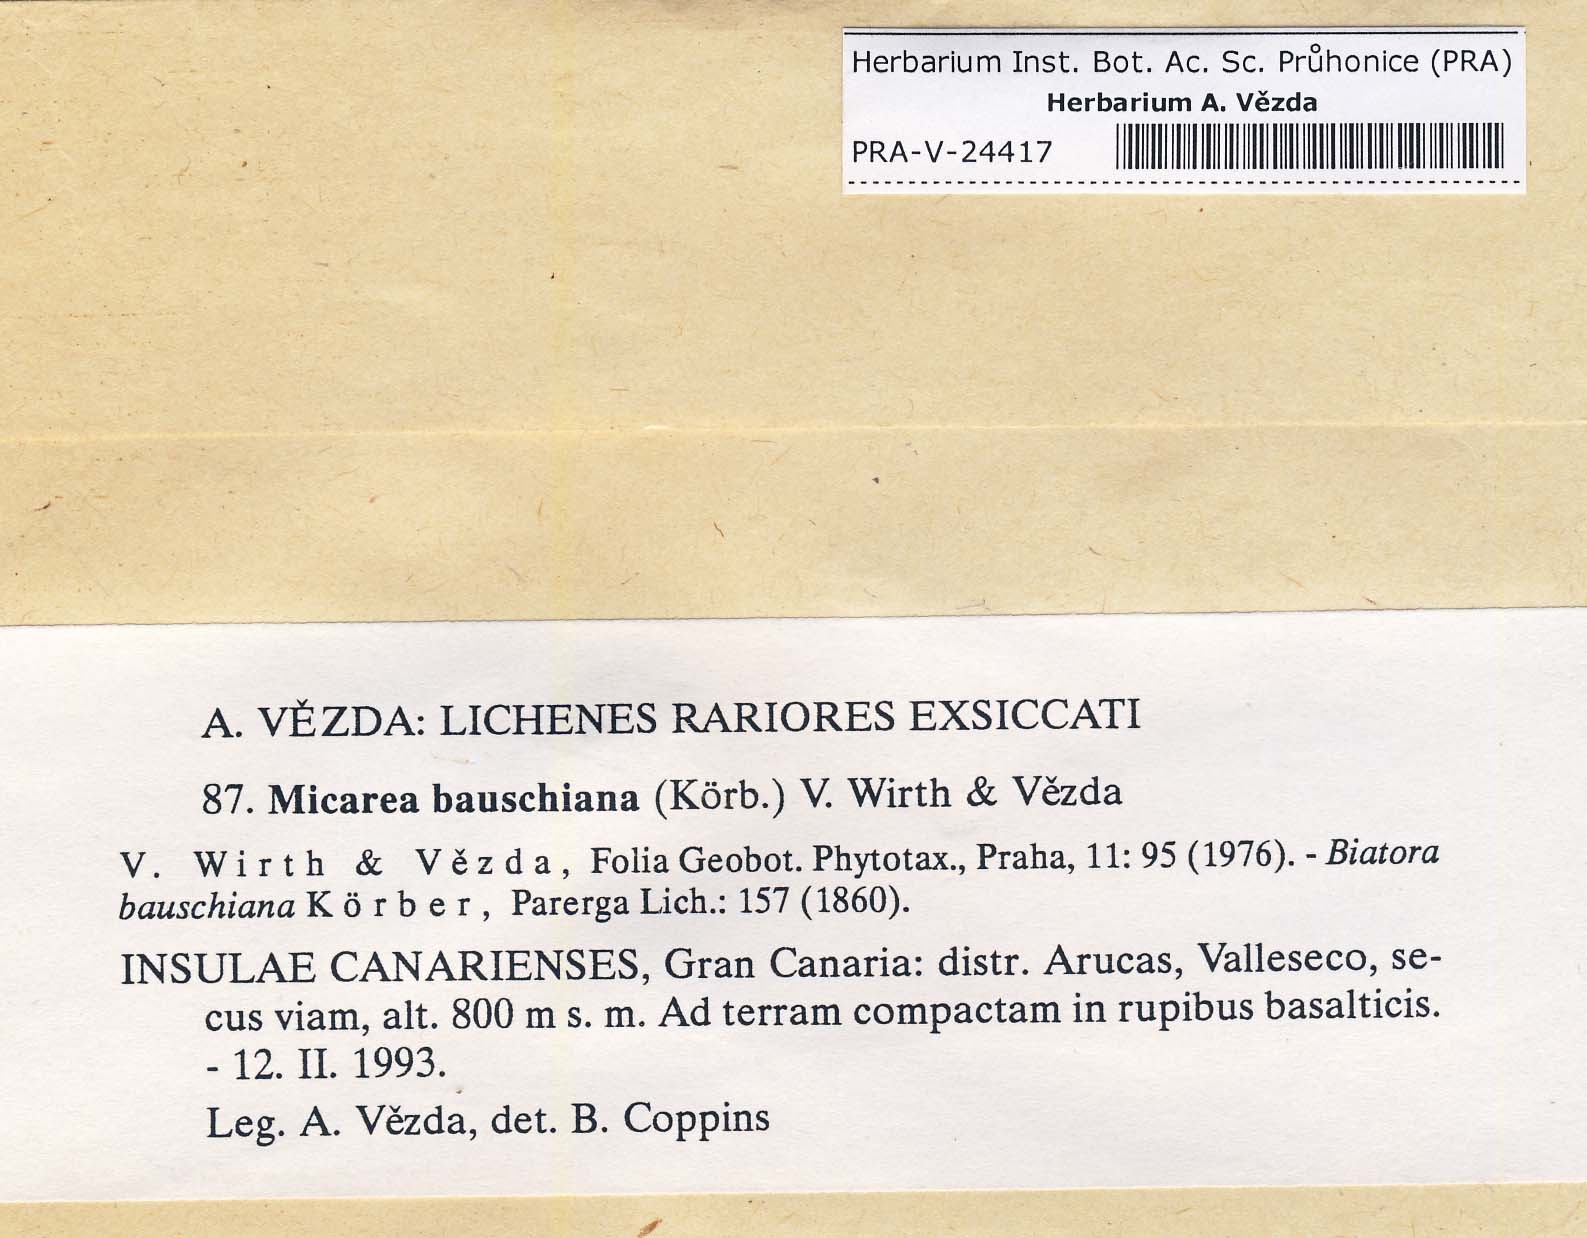 Herbarium Inst. Bot. Ac. Sc. Průhonice (PRA)
Herbarium A. Vězda
PRA-V-24417
A. VĚZDA: LICHENES RARIORES EXSICCATI
87. Micarea bauschiana (Körb.) V. Wirth & Vězda
V. Wirth & Vězda, Folia Geobot. Phytotax., Praha, 11: 95 (1976). - Biatora
bauschiana Körber, Parerga Lich.: 157 (1860).
INSULAE CANARIENSES, Gran Canaria: distr. Arucas, Valleseco, se-
cus viam, alt. 800 m s. m. Ad terram compactam in rupibus basalticis.
- 12. II. 1993.
Leg. A. Vězda, det. B. Coppins